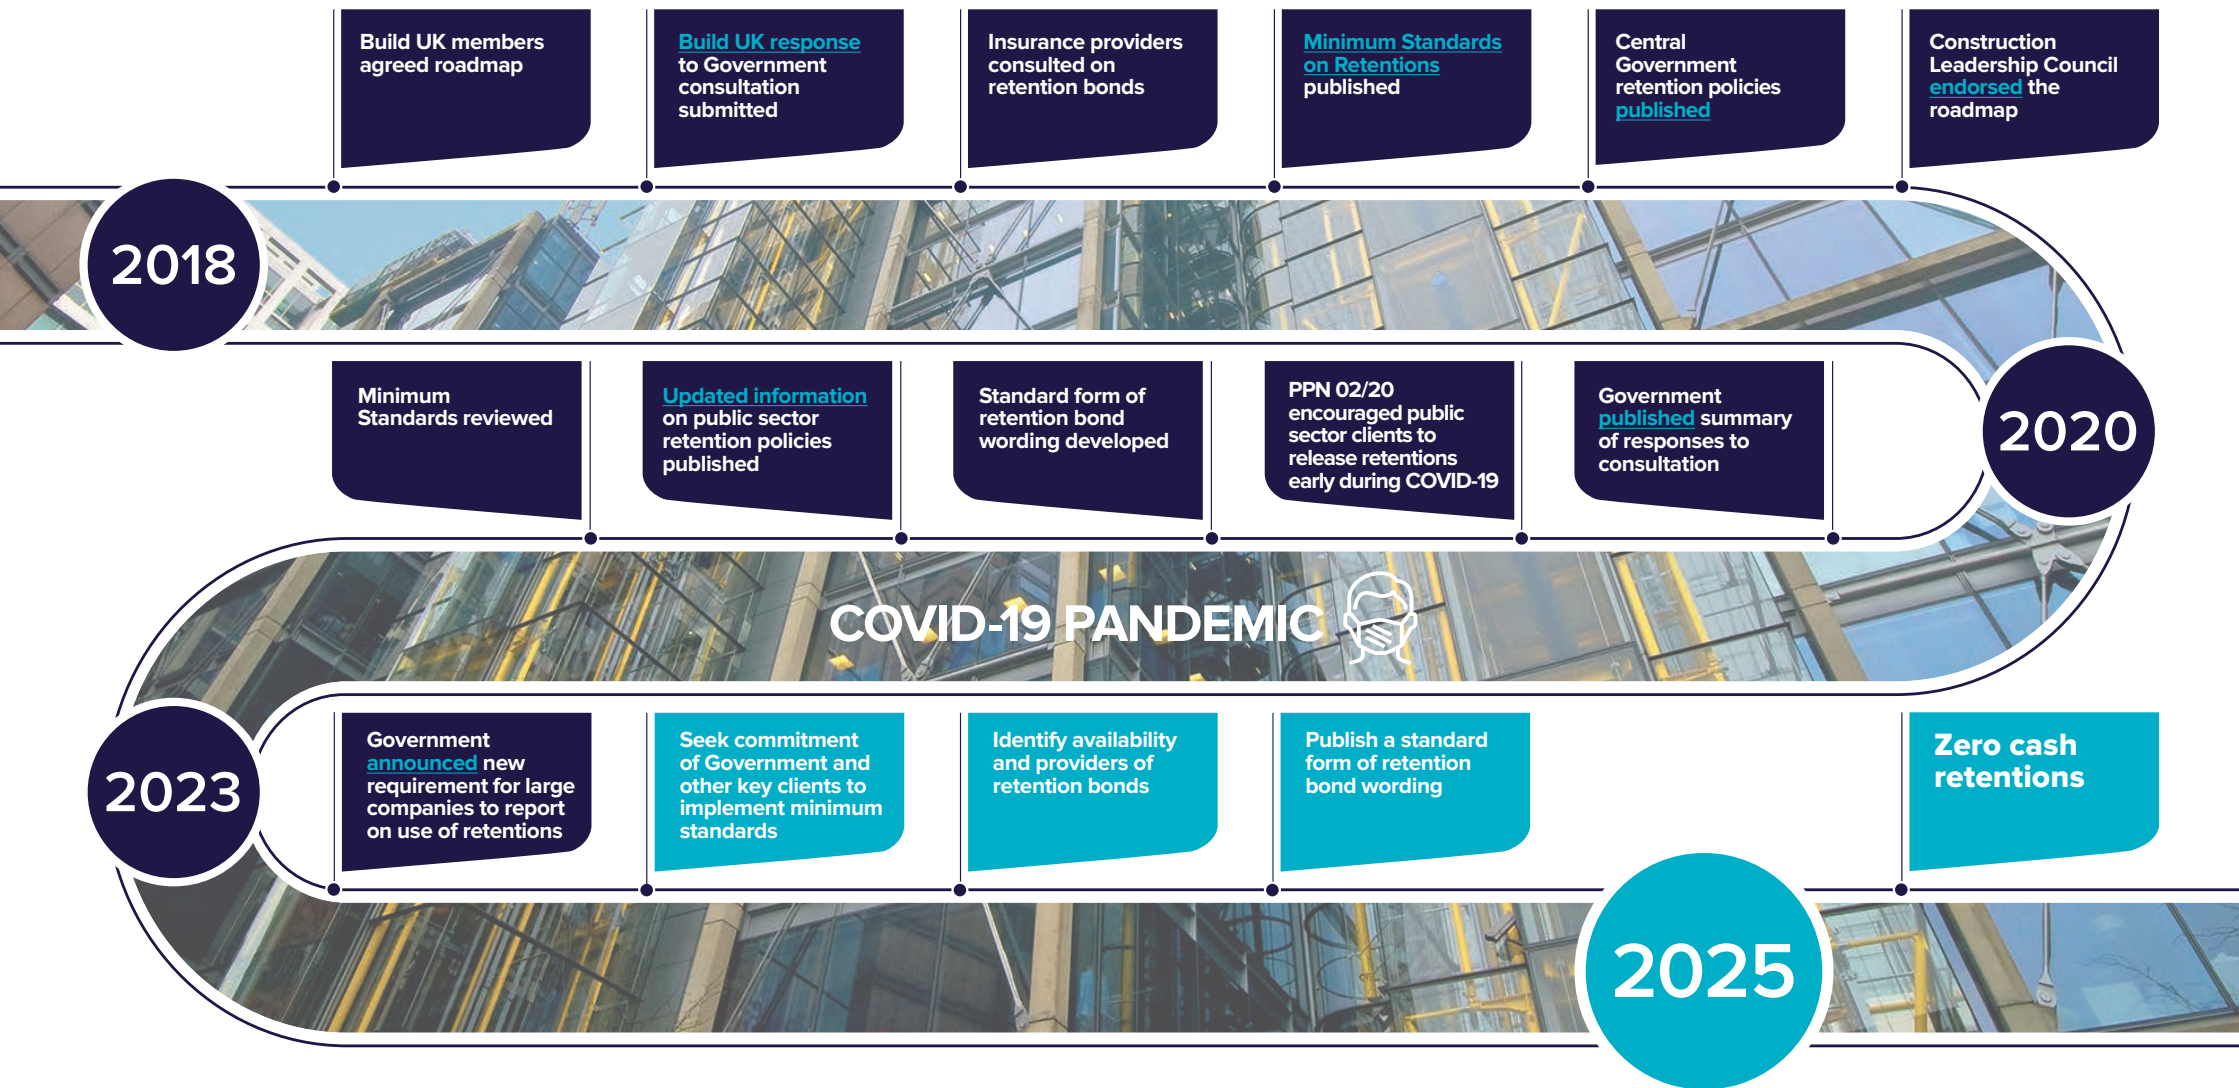 Build UK members
agreed roadmap
Build UK response
to Government
consultation
submitted
Insurance providers
consulted on
retention bonds
Minimum Standards
on Retentions
published
Central
Government
retention policies
published
Construction
Leadership Council
endorsed the
roadmap
2018
Minimum
Standards reviewed
Updated information
on public sector
retention policies
published
Standard form of
retention bond
wording developed
PPN 02/20
encouraged public
sector clients to
release retentions
early during COVID-19
Government
published summary
of responses to
consultation
2020
COVID-19 PANDEMIC
2023
Government
announced new
requirement for large
companies to report
on use of retentions
Seek commitment
of Government and
other key clients to
implement minimum
standards
Identify availability
and providers of
retention bonds
Publish a standard
form of retention
bond wording
2025
Zero cash
retentions